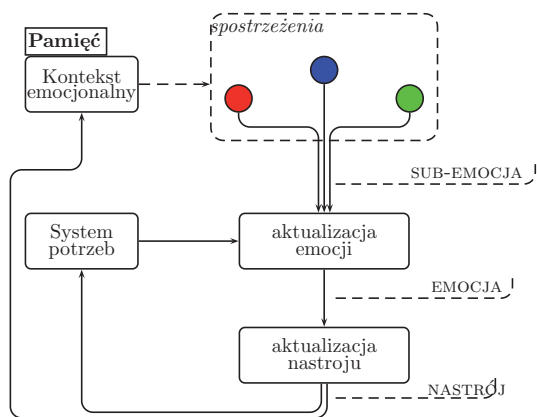 spostrzeżenia
Pamięć
Kontekst
emocjonalny
SUB-EMOCJA
System
potrzeb
aktualizacja
emocji
EMOCJA
aktualizacja
nastroju
NASTRÓJ